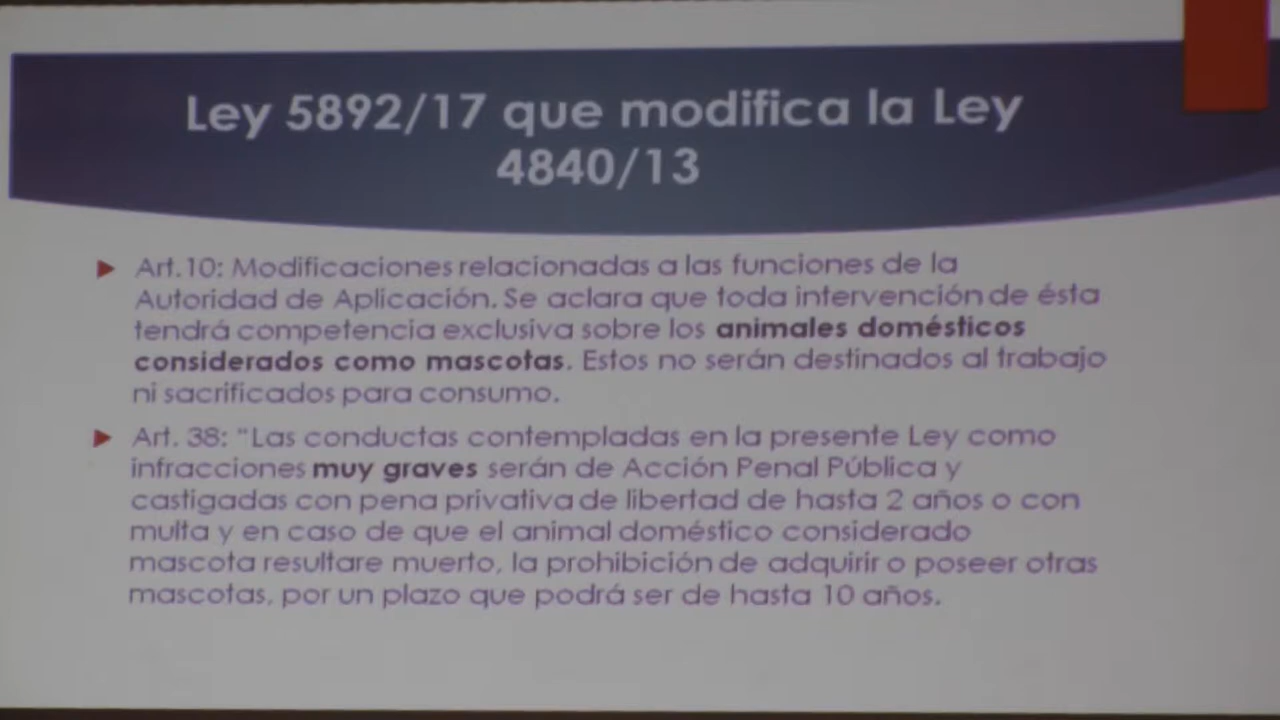 Ley 5892/17 que modifica la Ley
4840/13
Art.10: Modificaciones relacionadas a las funciones de la
Autoridad de Aplicación. Se aclara que toda intervención de ésta
tendrá competencia exclusiva sobre los animales domésticos
considerados como mascotas. Estos no serán destinados al trabajo
ni sacrificados para consumo.
Art. 38: "Las conductas contempladas en la presente Ley como
infracciones muy graves serán de Acción Penal Pública y
castigadas con pena privativa de libertad de hasta 2 años o con
multa y en caso de que el animal doméstico considerado
mascota resultare muerto, la prohibición de adquirir o poseer otras
mascotas, por un plazo que podrá ser de hasta 10 años.